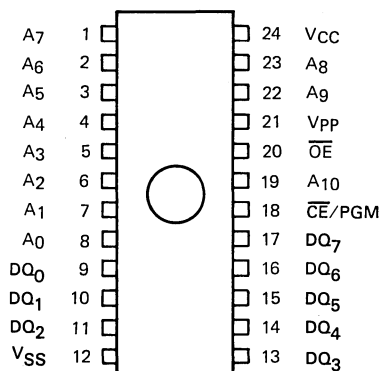 A7 1 24 VCC
A6 2 23 A8
A5 3 22 A9
A4 4 21 VPP
A3 5 20 O̅E̅
A2 6 19 A10
A1 7 18 C̅E̅/PGM
A0 8 17 DQ7
DQ0 9 16 DQ6
DQ1 10 15 DQ5
DQ2 11 14 DQ4
VSS 12 13 DQ3